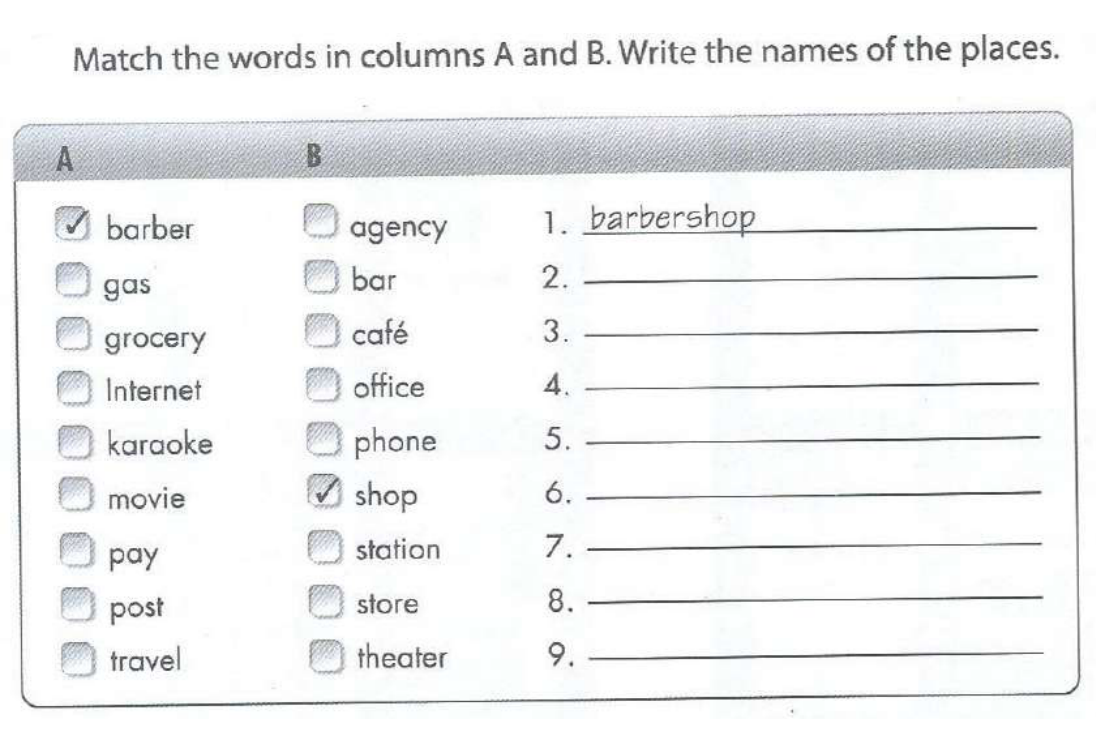 Match the words in columns A and B. Write the names of the places.
A B
barber agency 1. barbershop
gas bar 2.
grocery café 3.
Internet office 4.
karaoke phone 5.
movie shop 6.
pay station 7.
post store 8.
travel theater 9.